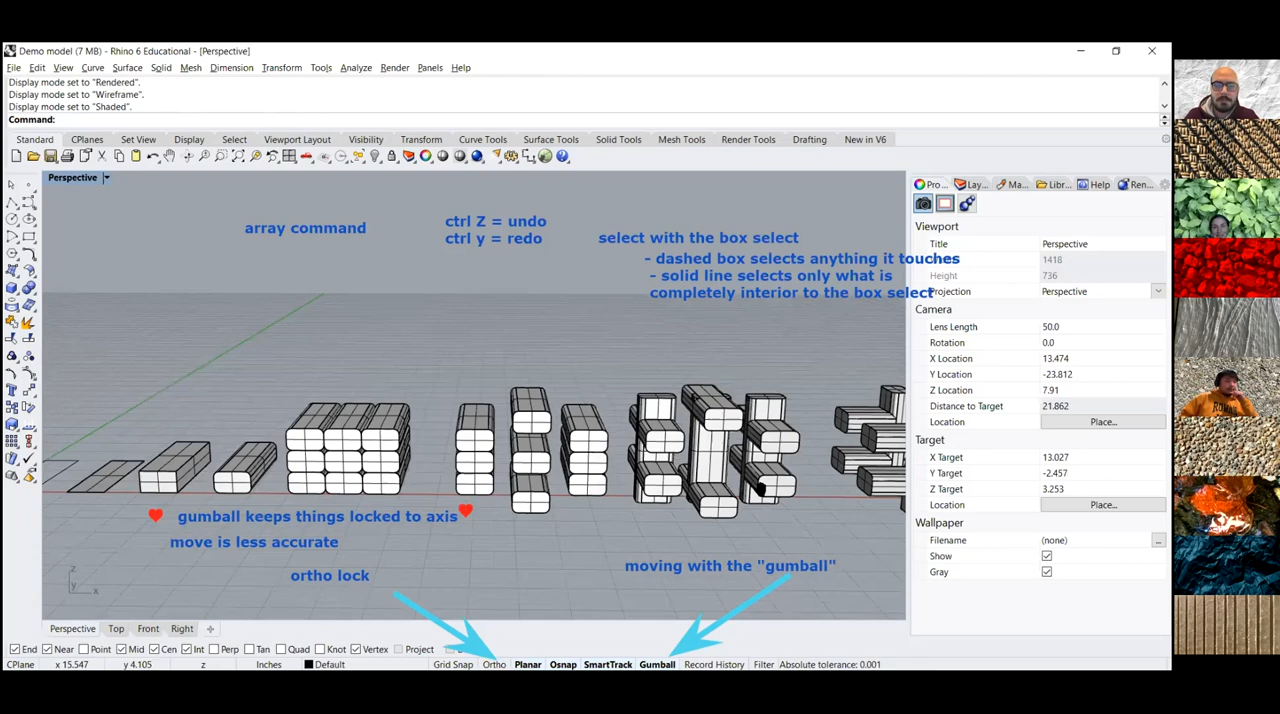 Demo model (7 MB) - Rhino 6 Educational - [Perspective]
File Edit View Curve Surface Solid Mesh Dimension Transform Tools Analyze Render Panels Help
Display mode set to "Rendered".
Display mode set to "Wireframe".
Display mode set to "Shaded".
Command:
Standard CPlanes Set View Display Select Viewport Layout Visibility Transform Curve Tools Surface Tools Solid Tools Mesh Tools Render Tools Drafting New in V6
Perspective
array command
ctrl Z = undo
ctrl y = redo
select with the box select
- dashed box selects anything it touches
- solid line selects only what is
completely interior to the box select
gumball keeps things locked to axis
move is less accurate
ortho lock
moving with the "gumball"
z
y x
Pro... Lay... Ma... Libr... Help Ren...
Viewport
Title Perspective
1418
Height 736
Projection Perspective
Camera
Lens Length 50.0
Rotation 0.0
X Location 13.474
Y Location -23.812
Z Location 7.91
Distance to Target 21.862
Location Place...
Target
X Target 13.027
Y Target -2.457
Z Target 3.253
Location Place...
Wallpaper
Filename (none) ...
Show
Gray
Perspective Top Front Right
End Near Point Mid Cen Int Perp Tan Quad Knot Vertex Project
CPlane x 15.547 y 4.105 z Inches Default Grid Snap Ortho Planar Osnap SmartTrack Gumball Record History Filter Absolute tolerance: 0.001